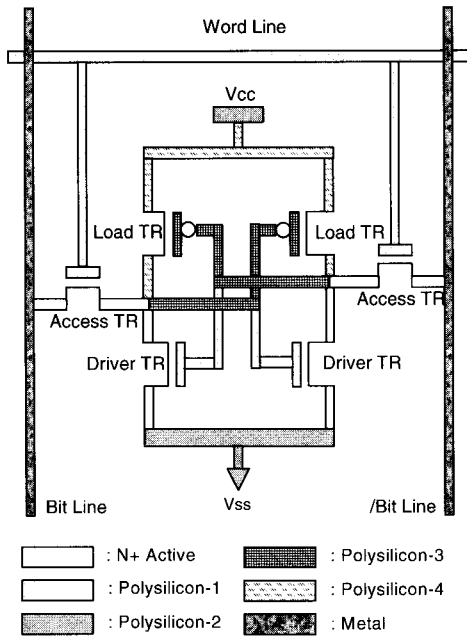 Word Line
Vcc
Load TR
Load TR
Access TR
Access TR
Driver TR
Driver TR
Bit Line
Vss
/Bit Line
: N+ Active
: Polysilicon-3
: Polysilicon-1
: Polysilicon-4
: Polysilicon-2
: Metal